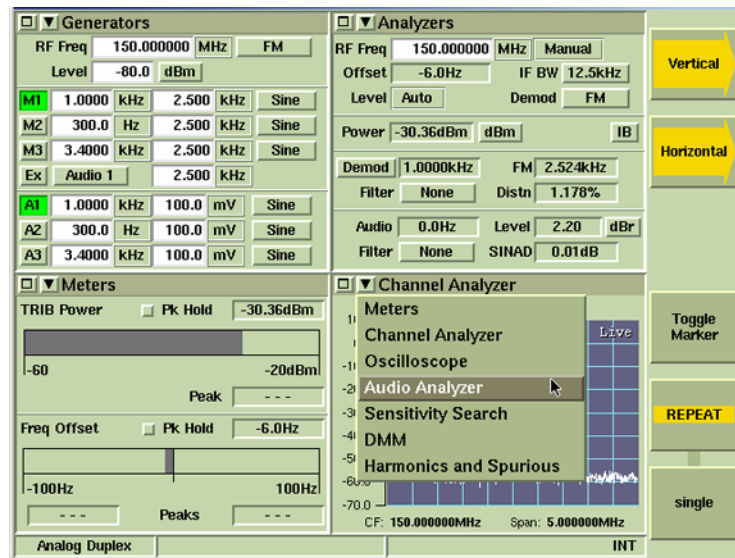 Generators
RF Freq 150.000000 MHz FM
Level -80.0 dBm
M1 1.0000 kHz 2.500 kHz Sine
M2 300.0 Hz 2.500 kHz Sine
M3 3.4000 kHz 2.500 kHz Sine
Ex Audio 1 2.500 kHz
A1 1.0000 kHz 100.0 mV Sine
A2 300.0 Hz 100.0 mV Sine
A3 3.4000 kHz 100.0 mV Sine
Analyzers
RF Freq 150.000000 MHz Manual
Offset -6.0Hz IF BW 12.5kHz
Level Auto Demod FM
Power -30.36dBm dBm IB
Demod 1.0000kHz FM 2.524kHz
Filter None Distn 1.178%
Audio 0.0Hz Level 2.20 dBr
Filter None SINAD 0.01dB
Meters
TRIB Power Pk Hold -30.36dBm
-60 -20dBm
Peak - - -
Freq Offset Pk Hold -6.0Hz
-100Hz 100Hz
- - - Peaks - - -
Channel Analyzer
Live
Meters
Channel Analyzer
Oscilloscope
Audio Analyzer
Sensitivity Search
DMM
Harmonics and Spurious
-60.0
-70.0
CF: 150.000000MHz Span: 5.000000MHz
Vertical
Horizontal
Toggle
Marker
REPEAT
single
Analog Duplex INT